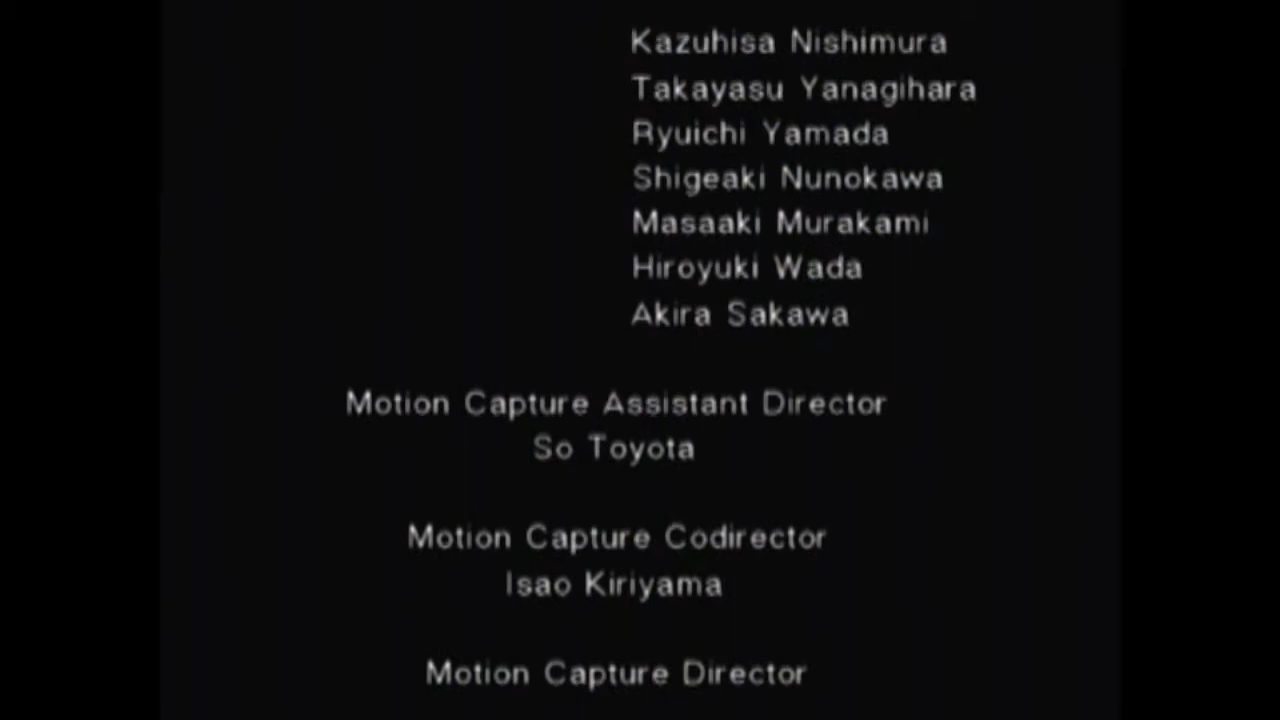 Kazuhisa Nishimura
Takayasu Yanagihara
Ryuichi Yamada
Shigeaki Nunokawa
Masaaki Murakami
Hiroyuki Wada
Akira Sakawa
Motion Capture Assistant Director
So Toyota
Motion Capture Codirector
Isao Kiriyama
Motion Capture Director